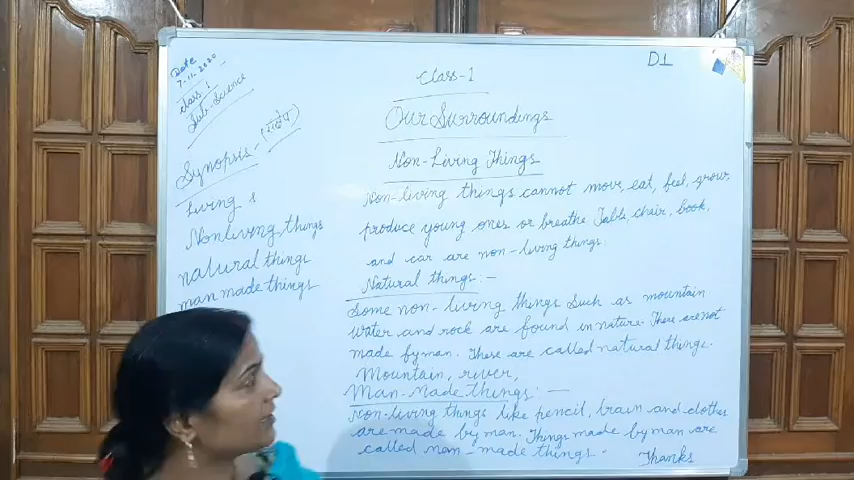 Date
7-11-2020
class-1
Sub-Science
Synopsis-(संक्षेप)
Living &
Nonliving things
natural things
man made things
D1
Class-1
Our Surroundings
Non-Living Things
Non-living things cannot move, eat, feel, grow,
produce young ones or breathe. Table, chair, book,
and car are non-living things.
Natural things:-
Some non-living things such as mountain
water and rock are found in nature. These are not
made by man. These are called natural things.
Mountain, river,
Man-Made things:-
Non-living things like pencil, train and clothes
are made by man. Things made by man are
called man-made things.
Thanks